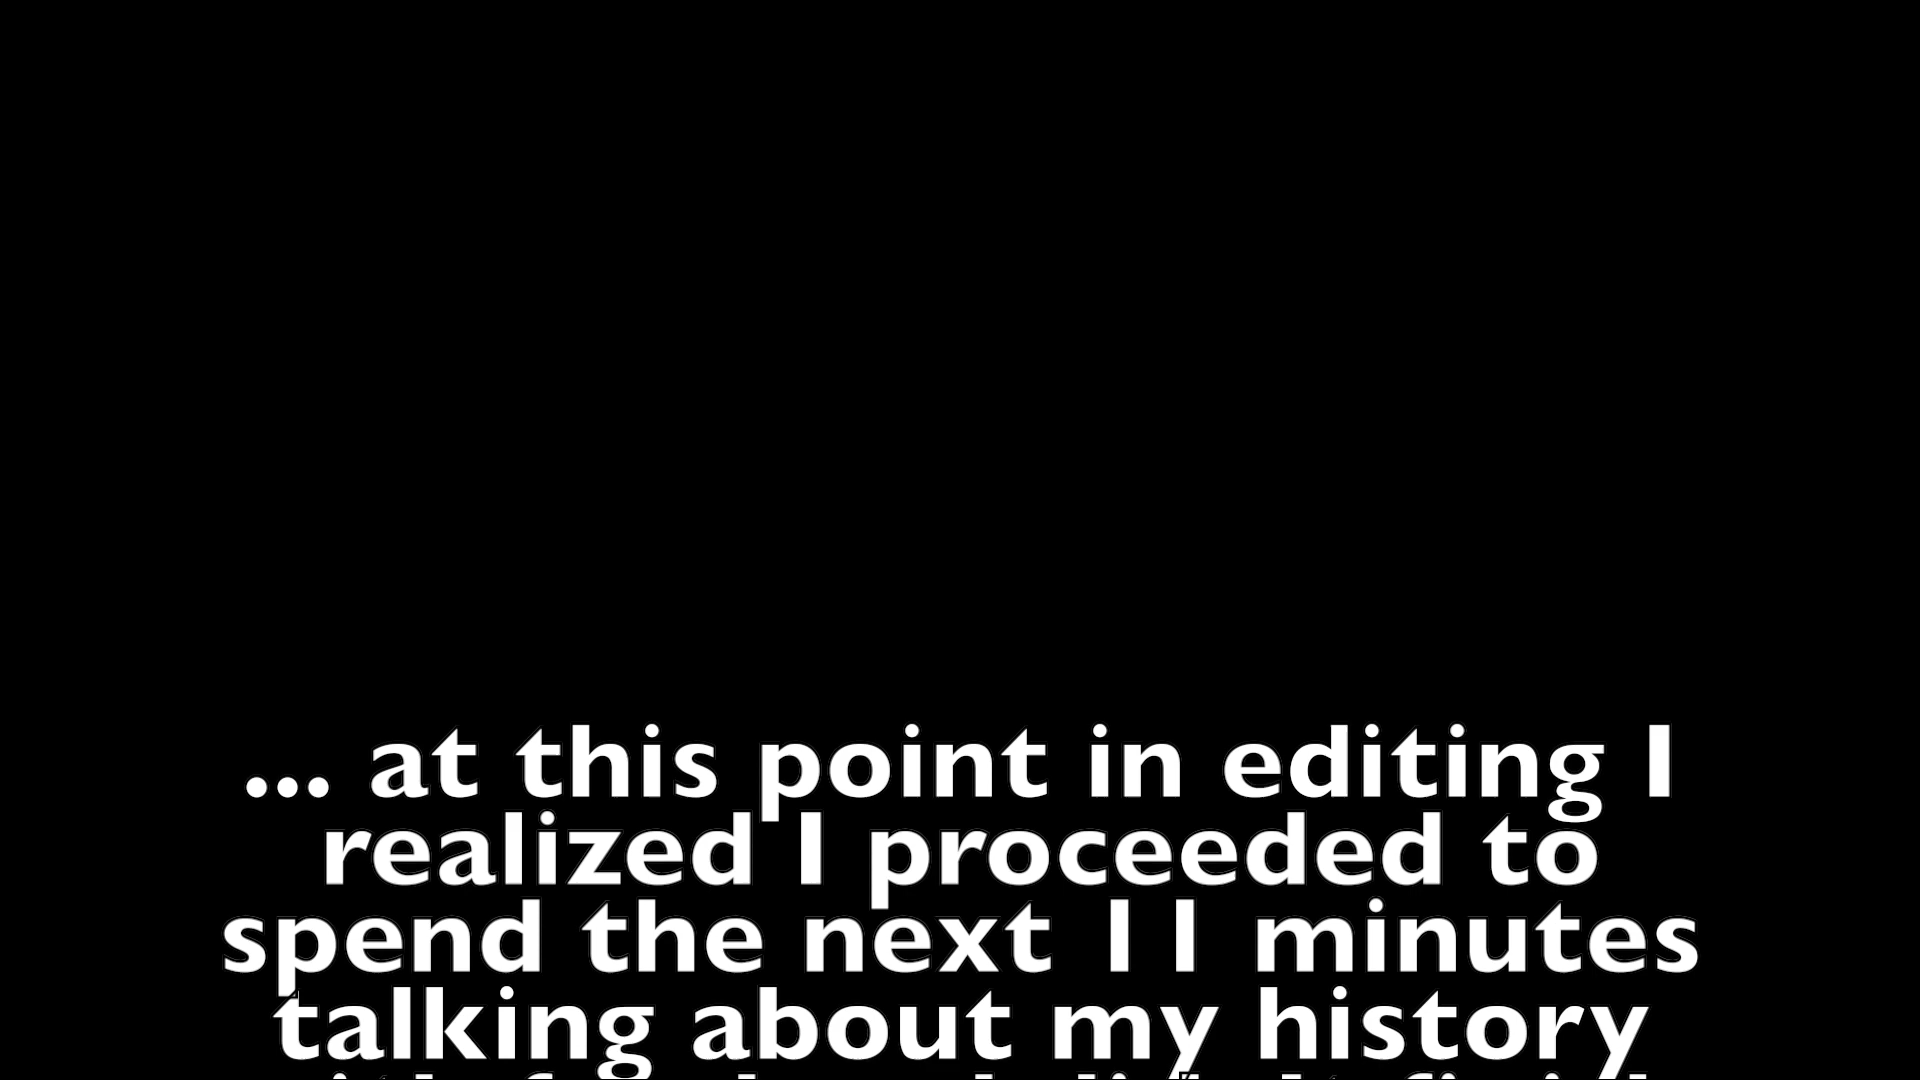 ... at this point in editing I
realized I proceeded to
spend the next 11 minutes
talking about my history